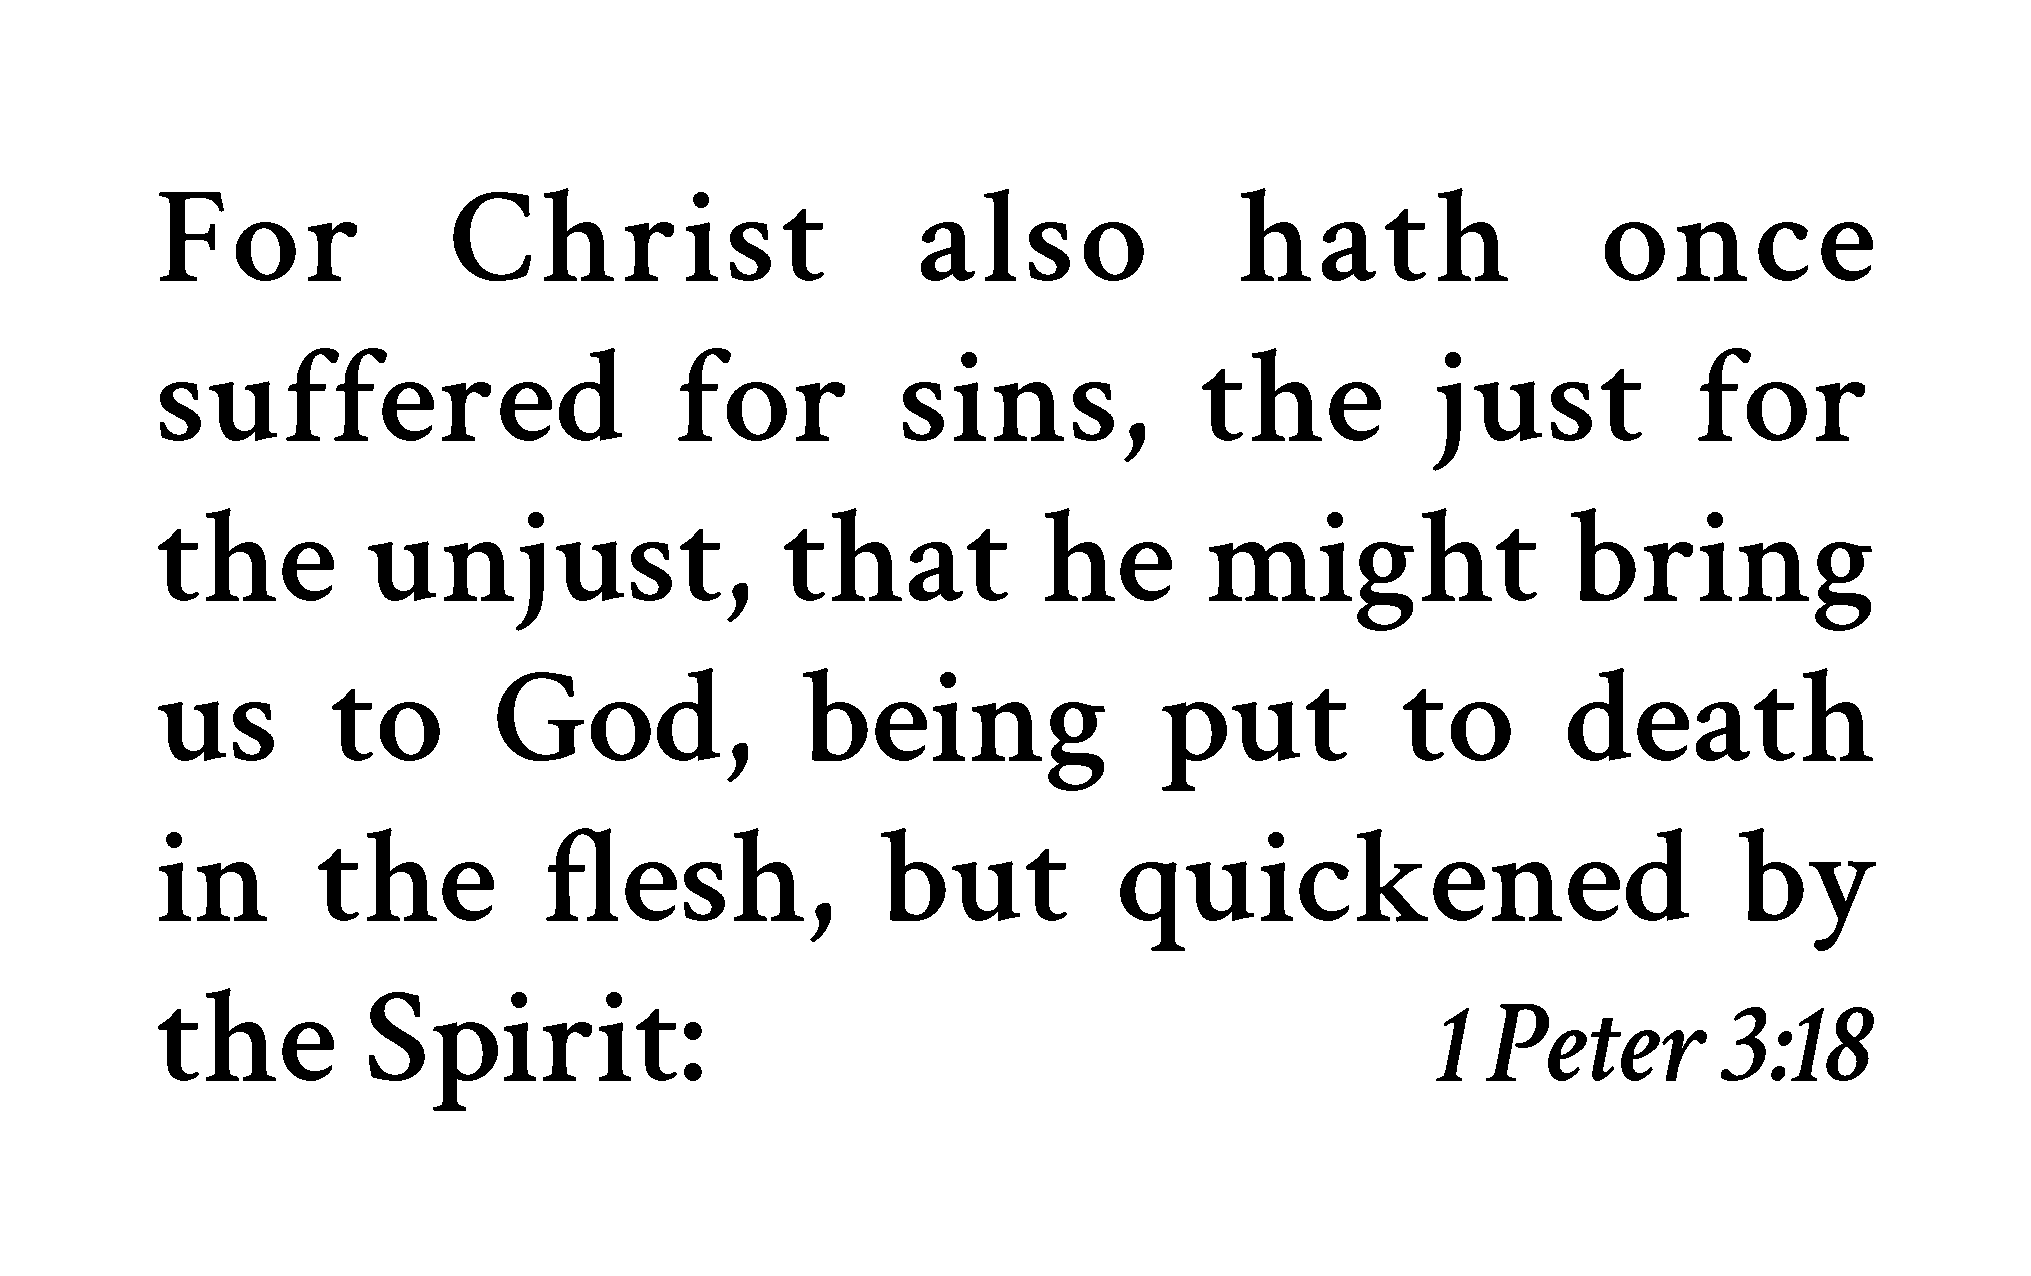 For Christ also hath once
suffered for sins, the just for
the unjust, that he might bring
us to God, being put to death
in the flesh, but quickened by
the Spirit: 1 Peter 3:18